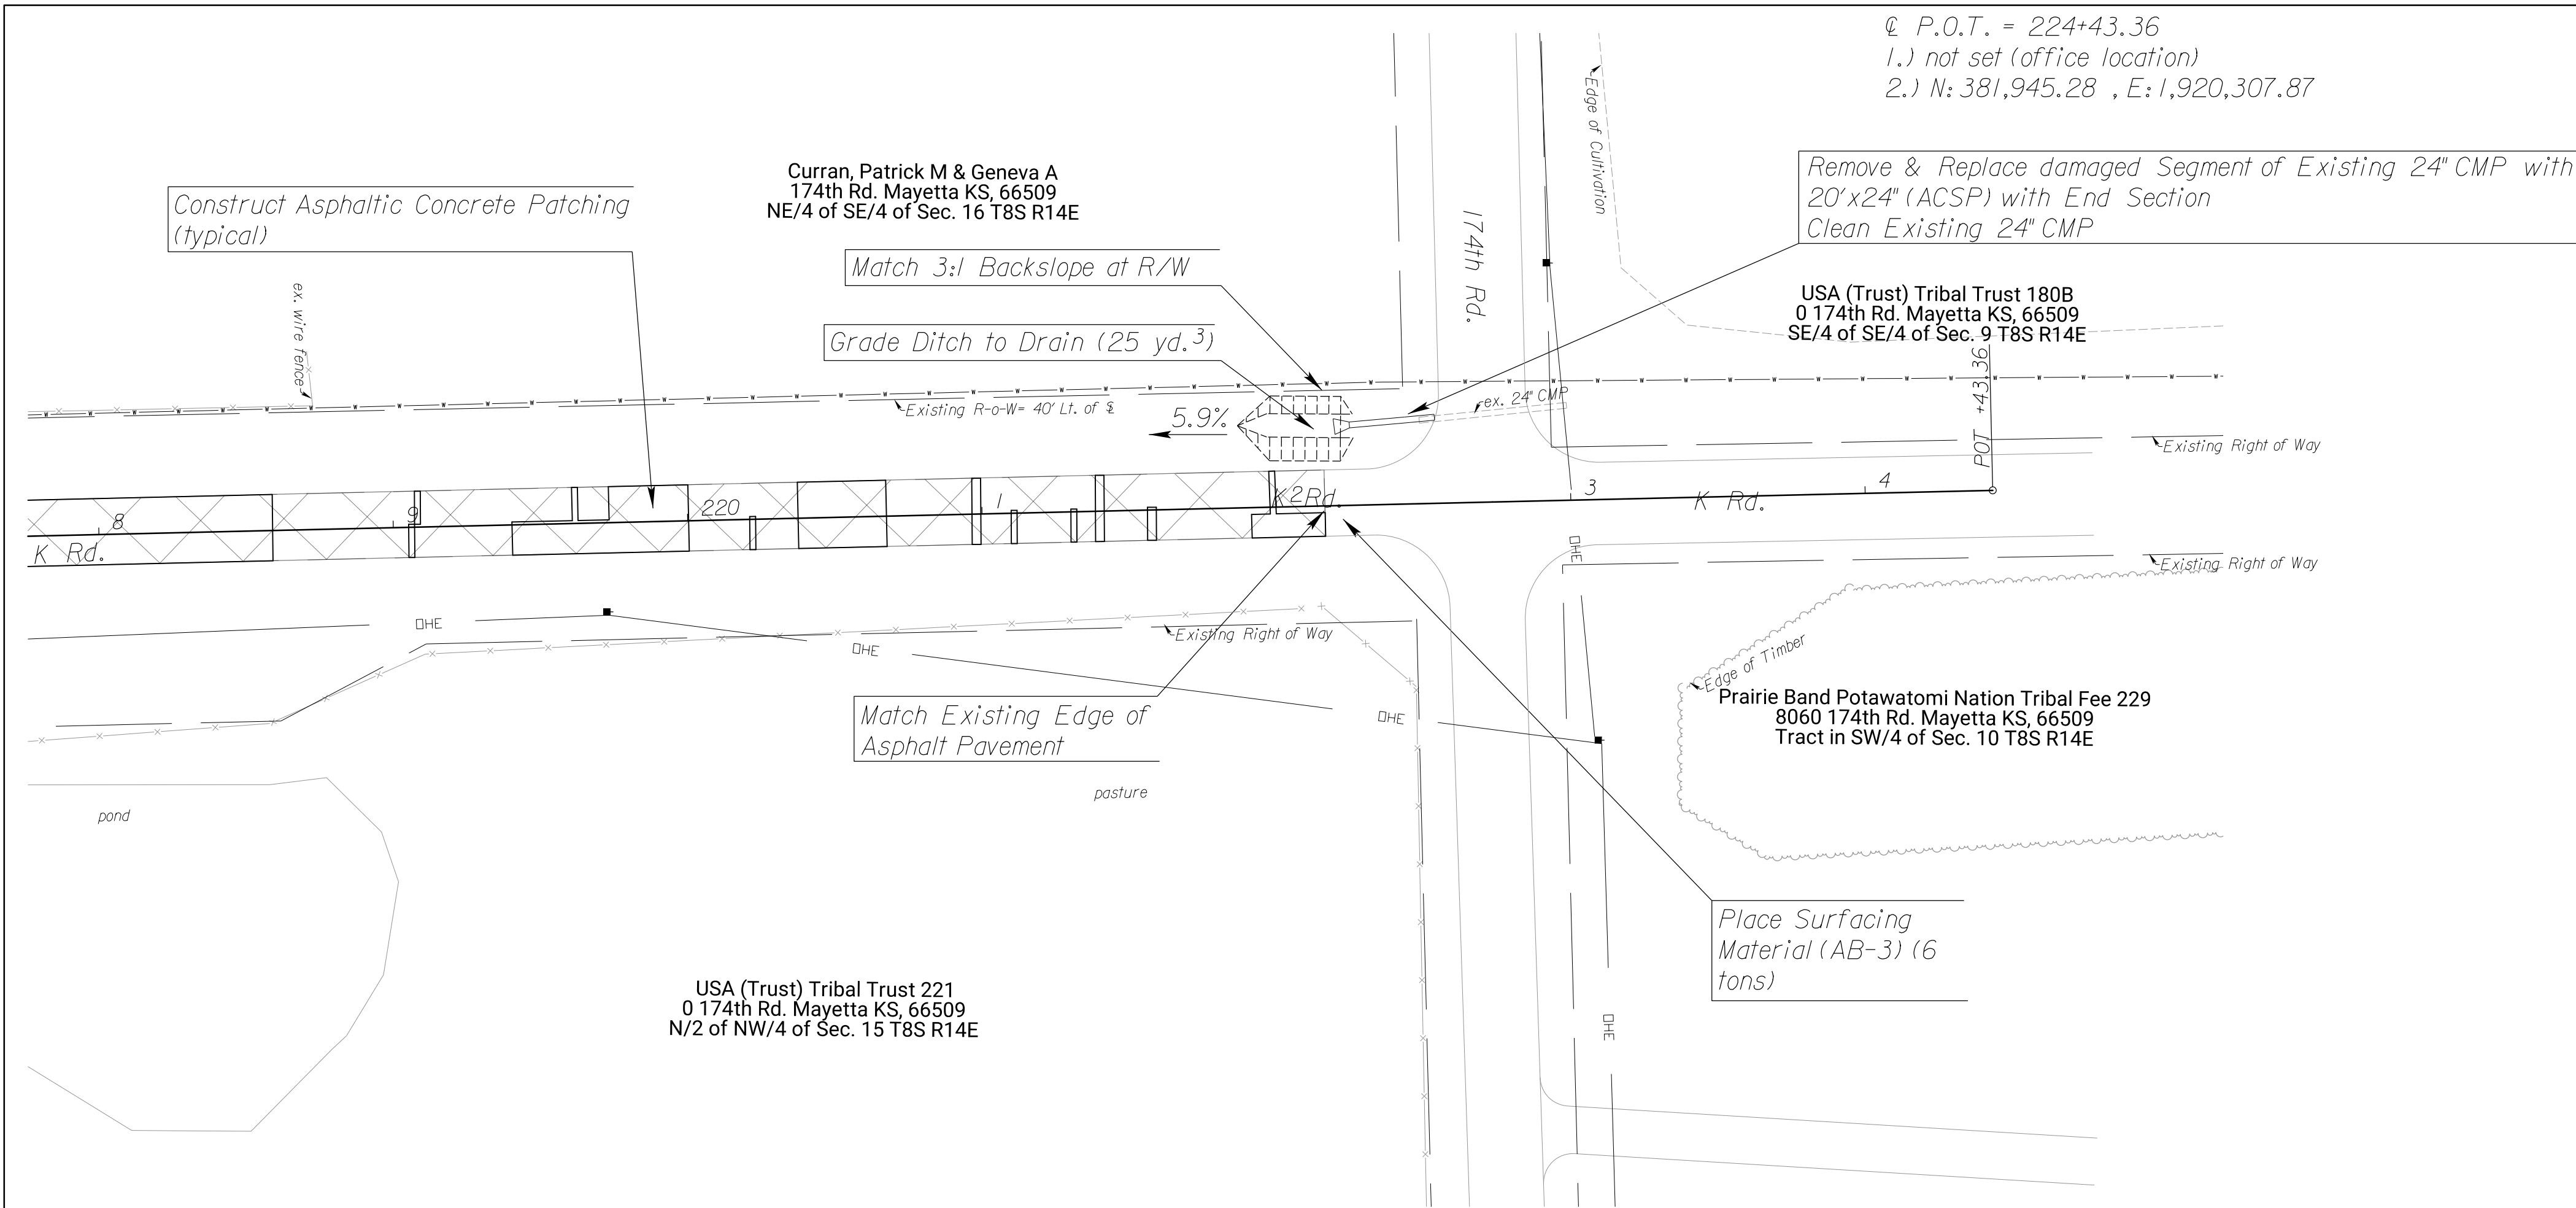 ℄ P.O.T. = 224+43.36
1.) not set (office location)
2.) N: 381,945.28 , E: 1,920,307.87
Remove & Replace damaged Segment of Existing 24" CMP with
20'x24" (ACSP) with End Section
Clean Existing 24" CMP
Curran, Patrick M & Geneva A
174th Rd. Mayetta KS, 66509
NE/4 of SE/4 of Sec. 16 T8S R14E
Construct Asphaltic Concrete Patching
(typical)
Match 3:1 Backslope at R/W
Grade Ditch to Drain (25 yd.³)
174th Rd.
Edge of Cultivation
USA (Trust) Tribal Trust 180B
0 174th Rd. Mayetta KS, 66509
SE/4 of SE/4 of Sec. 9 T8S R14E
ex. wire fence
Existing R-o-W= 40' Lt. of ℄
5.9%
ex. 24" CMP
POT +43.36
Existing Right of Way
8
9
220
1
2
3
4
K Rd.
K Rd.
K Rd.
OHE
Existing Right of Way
OHE
OHE
Existing Right of Way
OHE
Edge of Timber
Match Existing Edge of
Asphalt Pavement
Prairie Band Potawatomi Nation Tribal Fee 229
8060 174th Rd. Mayetta KS, 66509
Tract in SW/4 of Sec. 10 T8S R14E
pond
pasture
Place Surfacing
Material (AB-3) (6
tons)
USA (Trust) Tribal Trust 221
0 174th Rd. Mayetta KS, 66509
N/2 of NW/4 of Sec. 15 T8S R14E
OHE